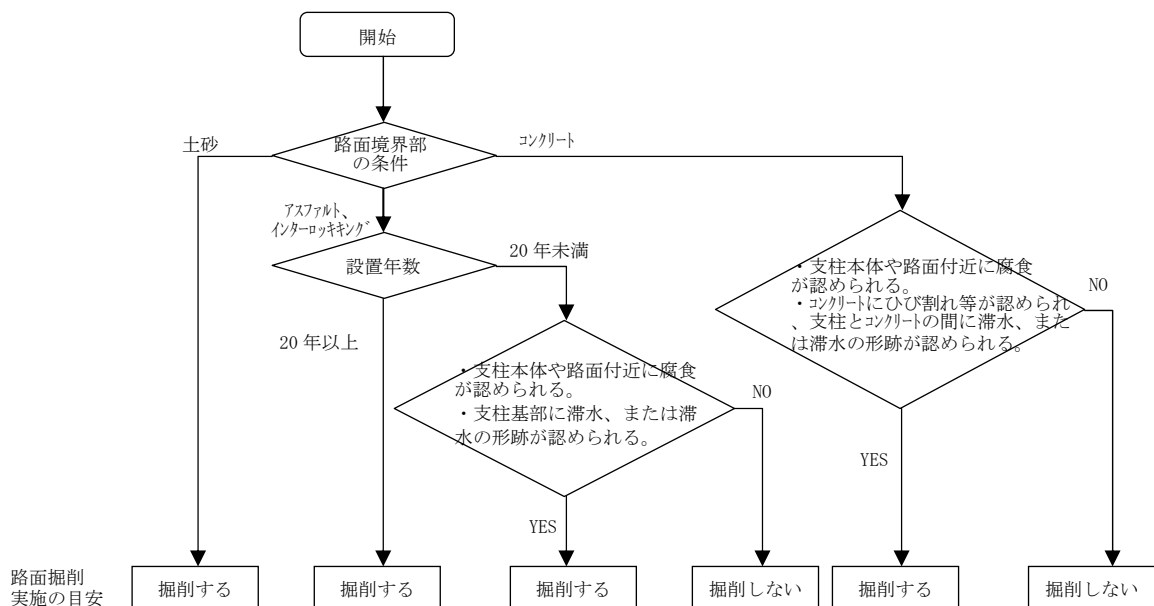 開始
土砂
路面境界部
の条件
コンクリート
アスファルト、
インターロッキキング
設置年数
20 年未満
20 年以上
・支柱本体や路面付近に腐食
が認められる。
・支柱基部に滞水、または滞
水の形跡が認められる。
NO
YES
・支柱本体や路面付近に腐食
が認められる。
・コンクリートにひび割れ等が認められ
、支柱とコンクリートの間に滞水、また
は滞水の形跡が認められる。
NO
YES
路面掘削
実施の目安
掘削する
掘削する
掘削する
掘削しない
掘削する
掘削しない